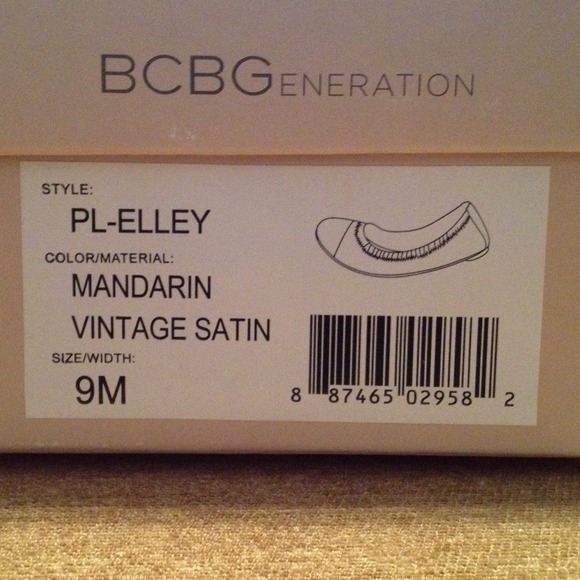 BCBGENERATION
STYLE:
PL-ELLEY
COLOR/MATERIAL:
MANDARIN
VINTAGE SATIN
SIZE/WIDTH:
9M
8 87465 02958 2